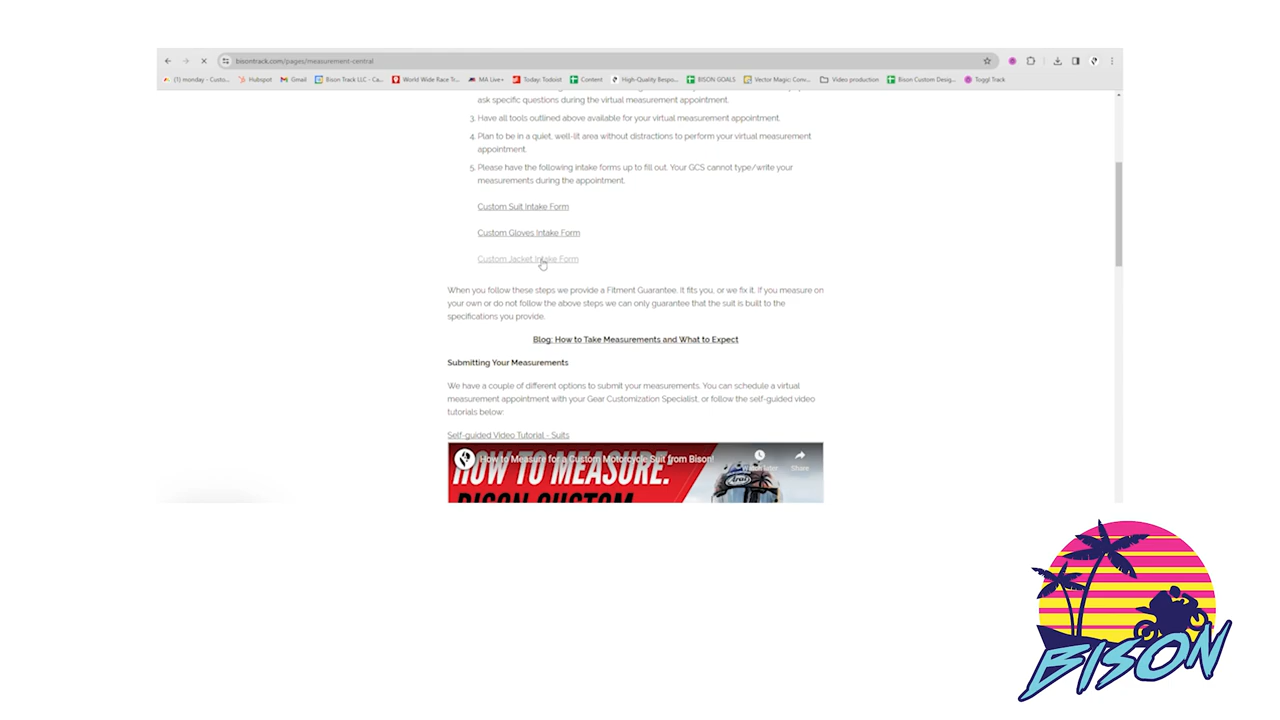 bisontrack.com/pages/measurement-central
(1) monday - Custo...
Hubspot
Gmail
Bison Track LLC - Ca...
World Wide Race Tr...
MA Live+
Today: Todoist
Content
High-Quality Respo...
BISON GOALS
Vector Magic: Conv...
Video production
Bison Custom Desig...
Toggl Track
ask specific questions during the virtual measurement appointment.
3. Have all tools outlined above available for your virtual measurement appointment.
4. Plan to be in a quiet, well-lit area without distractions to perform your virtual measurement
appointment.
5. Please have the following intake forms up to fill out. Your GCS cannot type/write your
measurements during the appointment.
Custom Suit Intake Form
Custom Gloves Intake Form
Custom Jacket Intake Form
When you follow these steps we provide a Fitment Guarantee. It fits you, or we fix it. If you measure on
your own or do not follow the above steps we can only guarantee that the suit is built to the
specifications you provide.
Blog: How to Take Measurements and What to Expect
Submitting Your Measurements
We have a couple of different options to submit your measurements. You can schedule a virtual
measurement appointment with your Gear Customization Specialist, or follow the self-guided video
tutorials below:
Self-guided Video Tutorial - Suits
How to Measure for a Custom Motorcycle Suit from Bison!
Watch later
Share
HOW TO MEASURE:
BISON CUSTOM
Arai
BISON